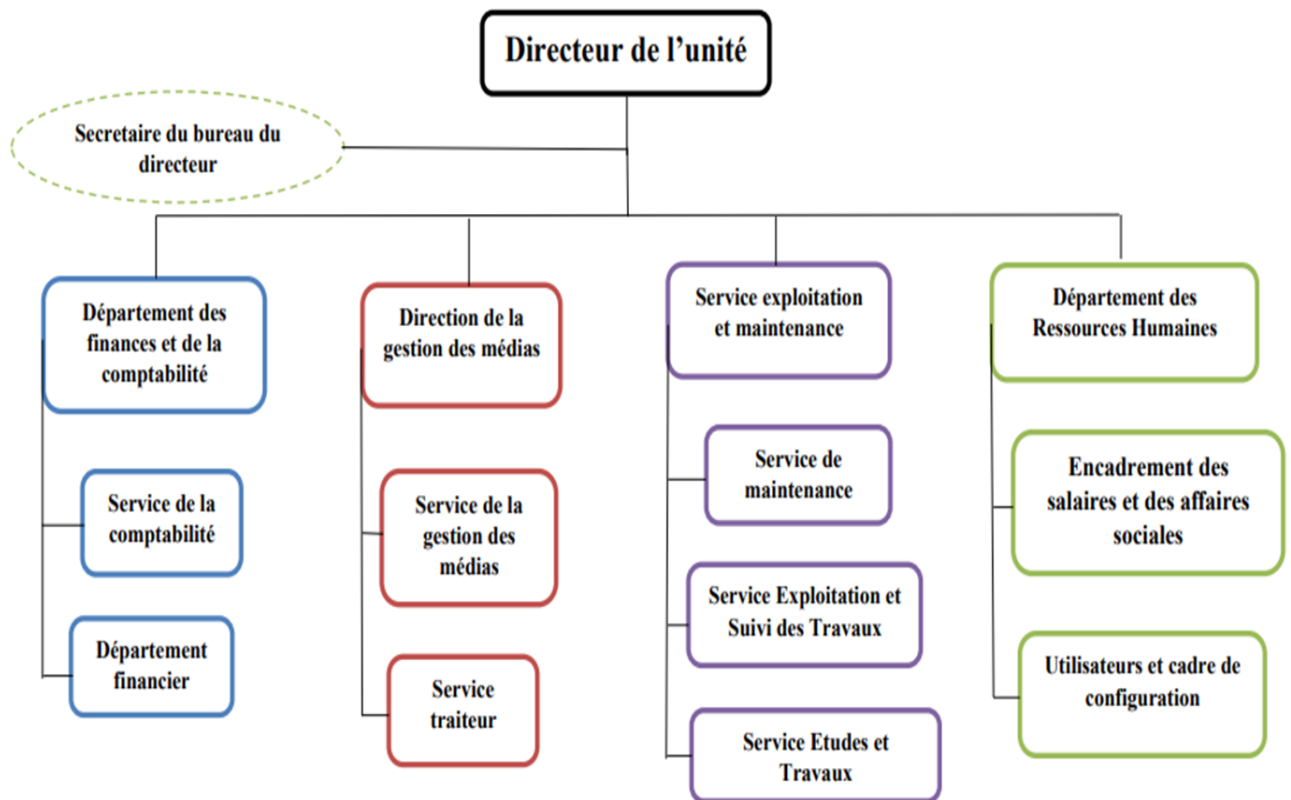 Directeur de l’unité
Secretaire du bureau du
directeur
Département des
finances et de la
comptabilité
Service de la
comptabilité
Département
financier
Direction de la
gestion des médias
Service de la
gestion des
médias
Service
traiteur
Service exploitation
et maintenance
Service de
maintenance
Service Exploitation et
Suivi des Travaux
Service Etudes et
Travaux
Département des
Ressources Humaines
Encadrement des
salaires et des affaires
sociales
Utilisateurs et cadre de
configuration